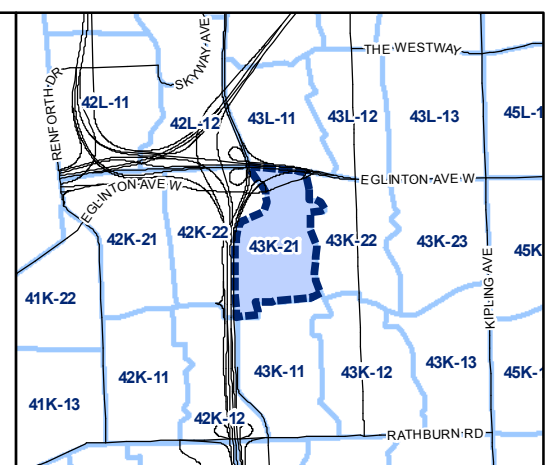 THE WESTWAY
SKYWAY AVE
RENFORTH DR
42L-11
42L-12
43L-11
43L-12
43L-13
45L-1
EGLINTON AVE W
EGLINTON AVE W
42K-21
42K-22
43K-21
43K-22
43K-23
45K
41K-22
KIPLING AVE
42K-11
43K-11
43K-12
43K-13
45K-1
41K-13
42K-12
RATHBURN RD